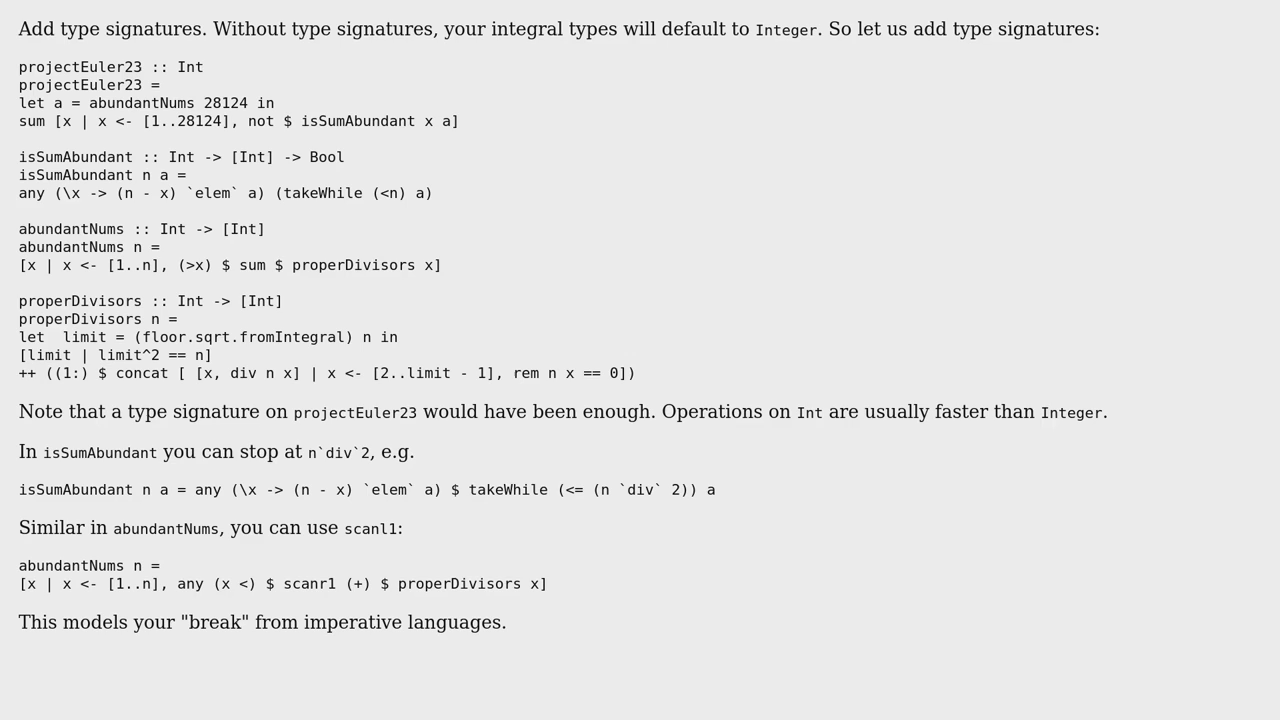 Add type signatures. Without type signatures, your integral types will default to Integer. So let us add type signatures:
projectEuler23 :: Int
projectEuler23 =
let a = abundantNums 28124 in
sum [x | x <- [1..28124], not $ isSumAbundant x a]
isSumAbundant :: Int -> [Int] -> Bool
isSumAbundant n a =
any (\x -> (n - x) `elem` a) (takeWhile (<n) a)
abundantNums :: Int -> [Int]
abundantNums n =
[x | x <- [1..n], (>x) $ sum $ properDivisors x]
properDivisors :: Int -> [Int]
properDivisors n =
let  limit = (floor.sqrt.fromIntegral) n in
[limit | limit^2 == n]
++ ((1:) $ concat [ [x, div n x] | x <- [2..limit - 1], rem n x == 0])
Note that a type signature on projectEuler23 would have been enough. Operations on Int are usually faster than Integer.
In isSumAbundant you can stop at n`div`2, e.g.
isSumAbundant n a = any (\x -> (n - x) `elem` a) $ takeWhile (<= (n `div` 2)) a
Similar in abundantNums, you can use scanl1:
abundantNums n =
[x | x <- [1..n], any (x <) $ scanr1 (+) $ properDivisors x]
This models your "break" from imperative languages.